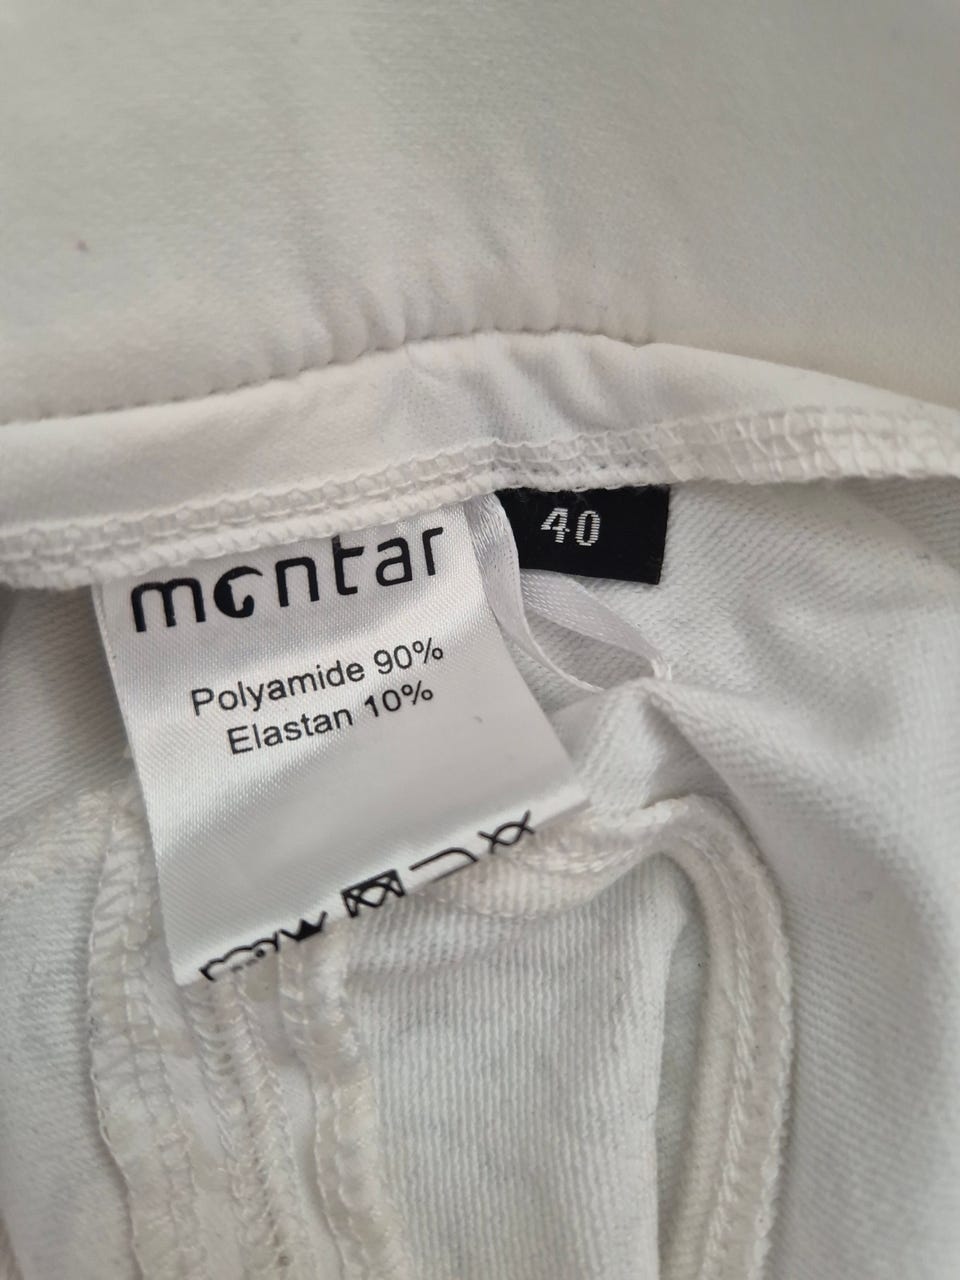 40
montar
Polyamide 90%
Elastan 10%